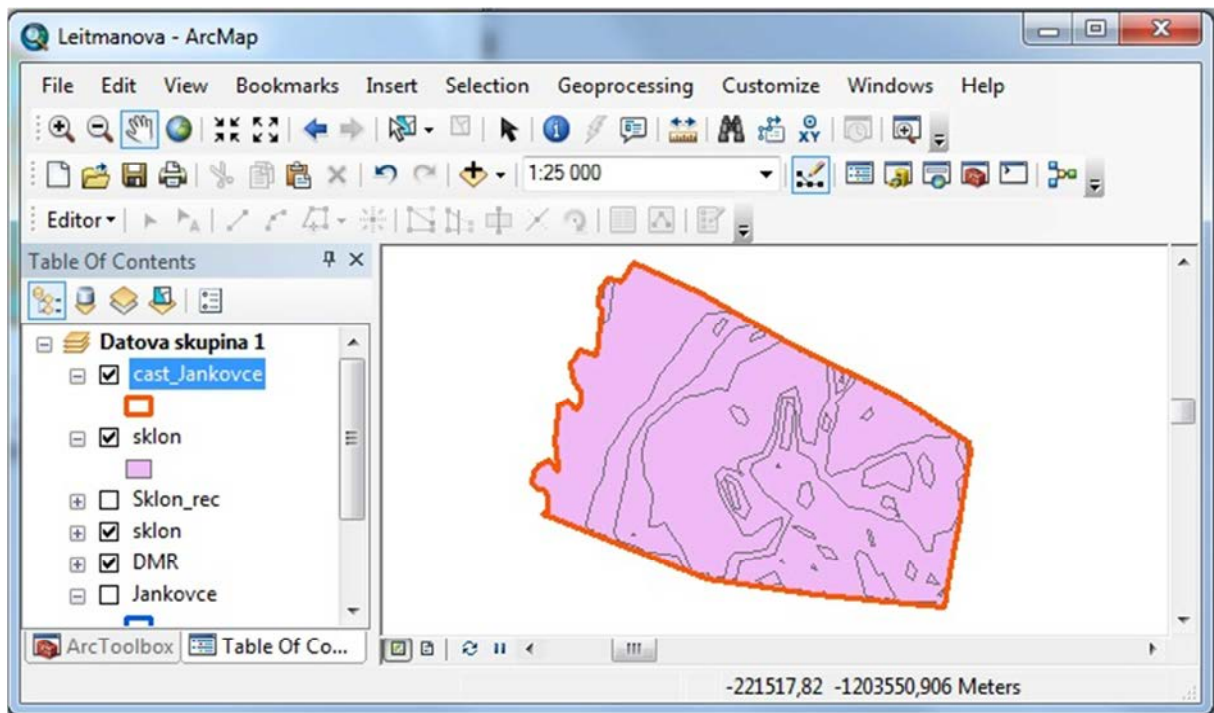 Leitmanova - ArcMap
File Edit View Bookmarks Insert Selection Geoprocessing Customize Windows Help
XY
1:25 000
Editor
Table Of Contents
Datova skupina 1
cast_Jankovce
sklon
Sklon_rec
sklon
DMR
Jankovce
ArcToolbox Table Of Co...
-221517,82 -1203550,906 Meters